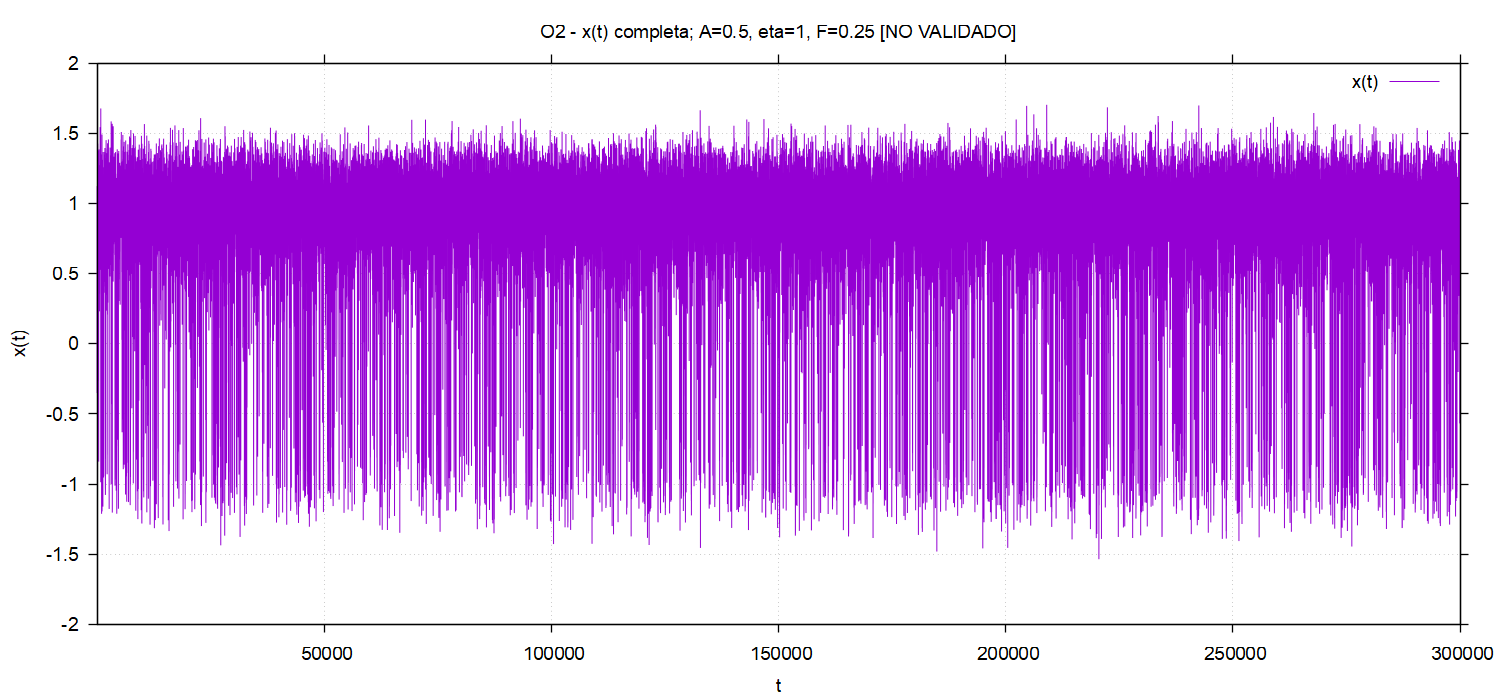 O2 - x(t) completa; A=0.5, eta=1, F=0.25 [NO VALIDADO]
x(t)
2
1.5
1
0.5
0
-0.5
-1
-1.5
-2
x(t)
50000 100000 150000 200000 250000 300000
t